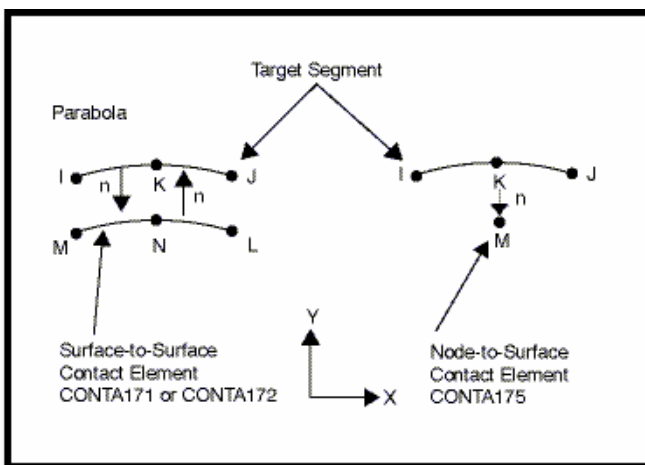 Target Segment
Parabola
I
n
K
n
J
M
N
L
I
K
J
n
M
Surface-to-Surface
Contact Element
CONTA171 or CONTA172
Y
X
Node-to-Surface
Contact Element
CONTA175